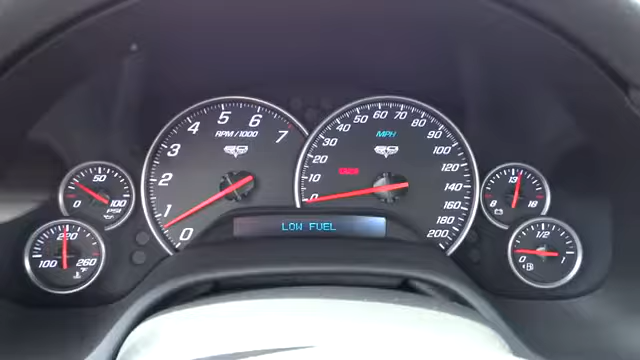 0 1 2 3 4 5 6 7
RPM /1000
0 10 20 30 40 50 60 70 80 90 100 120 140 160 180 200
MPH
LOW FUEL
0 50 100
PSI
100 220 260
°F
8 13 18
0 1/2 1